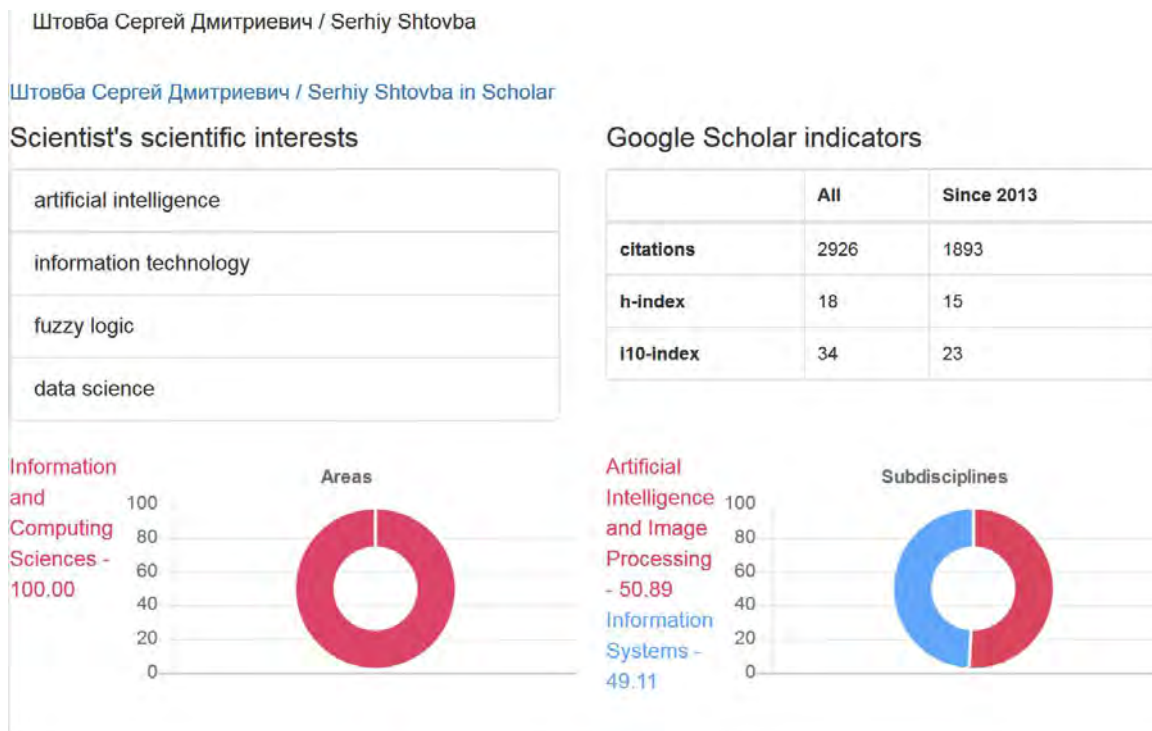 Штовба Сергей Дмитриевич / Serhiy Shtovba
Штовба Сергей Дмитриевич / Serhiy Shtovba in Scholar
Scientist's scientific interests
artificial intelligence
information technology
fuzzy logic
data science
Google Scholar indicators
All Since 2013
citations 2926 1893
h-index 18 15
i10-index 34 23
Information
and
Computing
Sciences -
100.00
Areas
100
80
60
40
20
0
Artificial
Intelligence
and Image
Processing
- 50.89
Information
Systems -
49.11
Subdisciplines
100
80
60
40
20
0